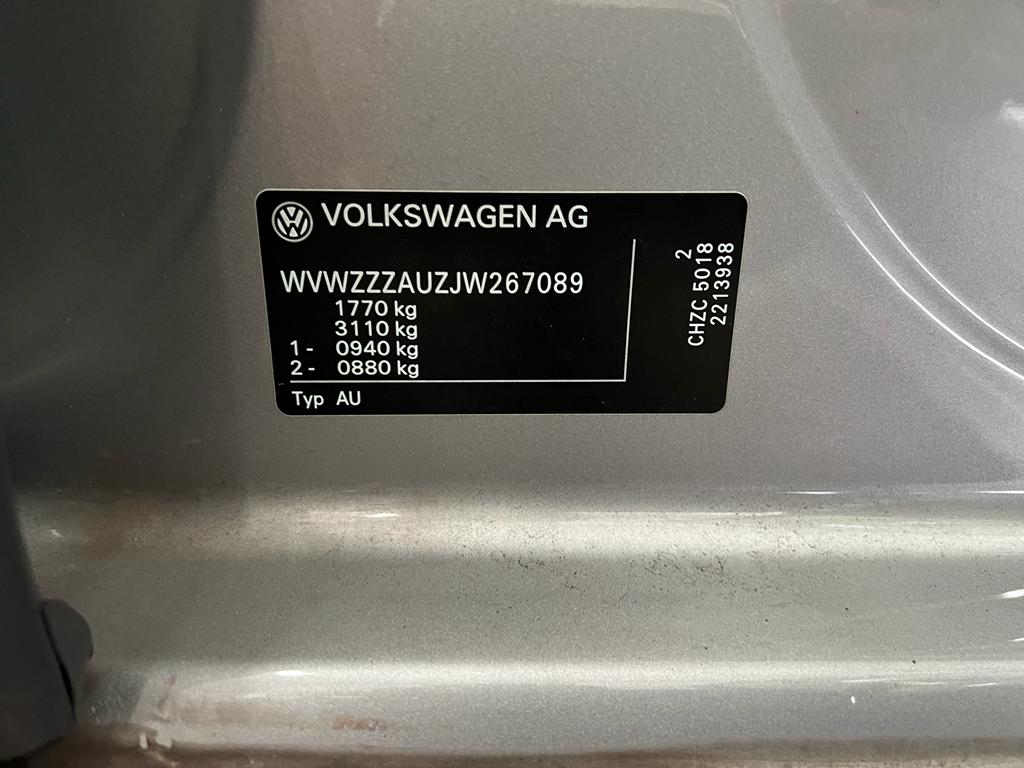 VOLKSWAGEN AG
WVWZZZAUZJW267089
1770 kg
3110 kg
1 - 0940 kg
2 - 0880 kg
Typ AU
2
CHZC 5018
2213938